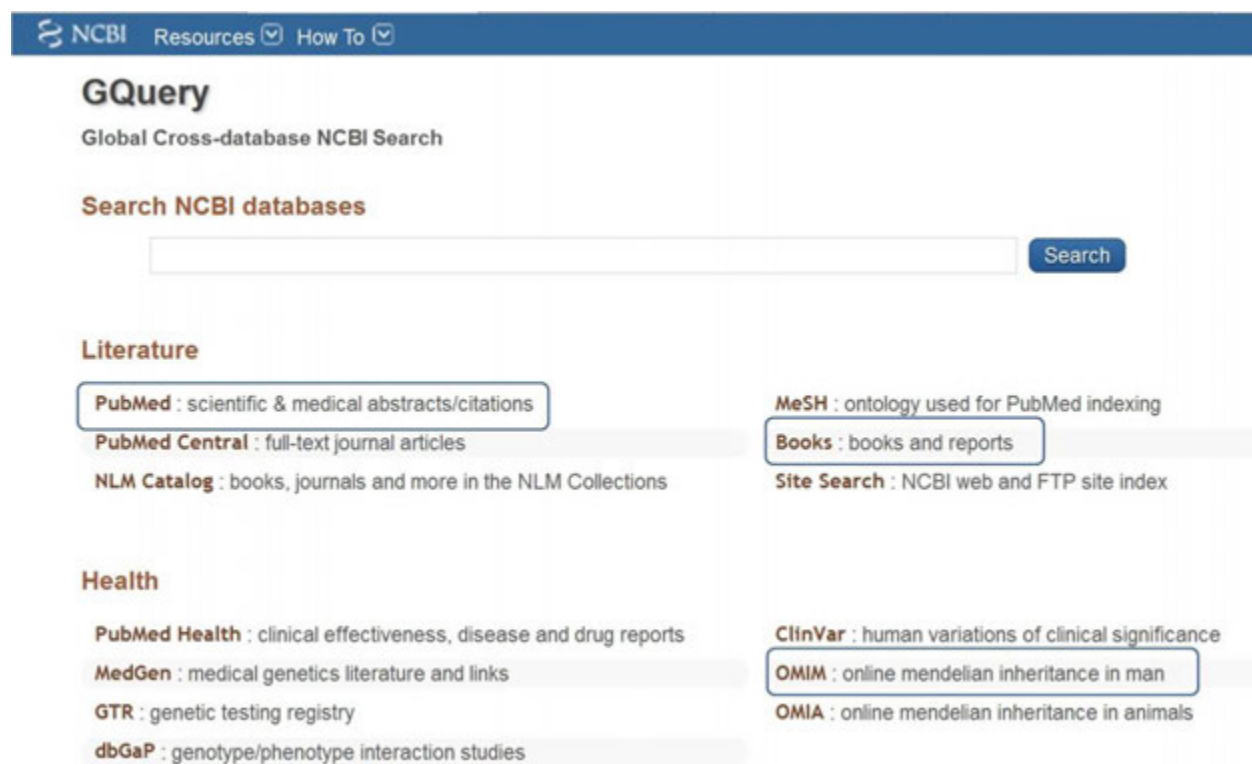 NCBI Resources How To
GQuery
Global Cross-database NCBI Search
Search NCBI databases
Search
Literature
PubMed : scientific & medical abstracts/citations
PubMed Central : full-text journal articles
NLM Catalog : books, journals and more in the NLM Collections
MeSH : ontology used for PubMed indexing
Books : books and reports
Site Search : NCBI web and FTP site index
Health
PubMed Health : clinical effectiveness, disease and drug reports
MedGen : medical genetics literature and links
GTR : genetic testing registry
dbGaP : genotype/phenotype interaction studies
ClinVar : human variations of clinical significance
OMIM : online mendelian inheritance in man
OMIA : online mendelian inheritance in animals